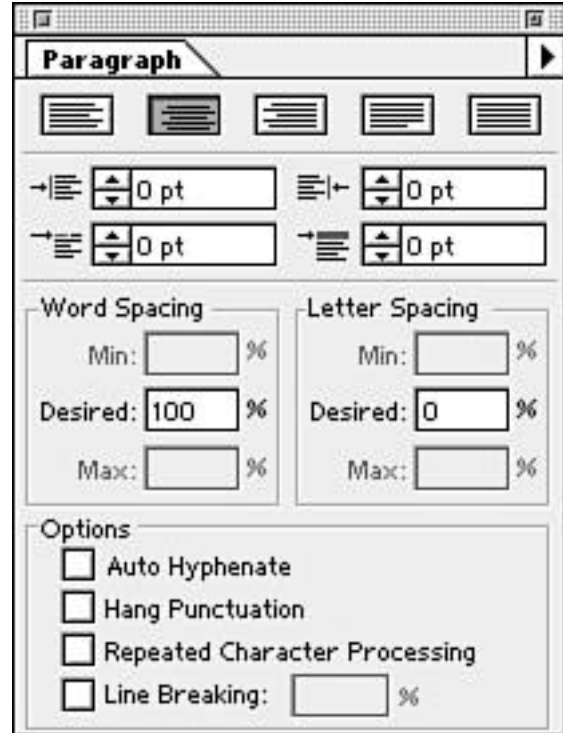 Paragraph
0 pt 0 pt
0 pt 0 pt
Word Spacing Letter Spacing
Min: % Min: %
Desired: 100 % Desired: 0 %
Max: % Max: %
Options
Auto Hyphenate
Hang Punctuation
Repeated Character Processing
Line Breaking: %